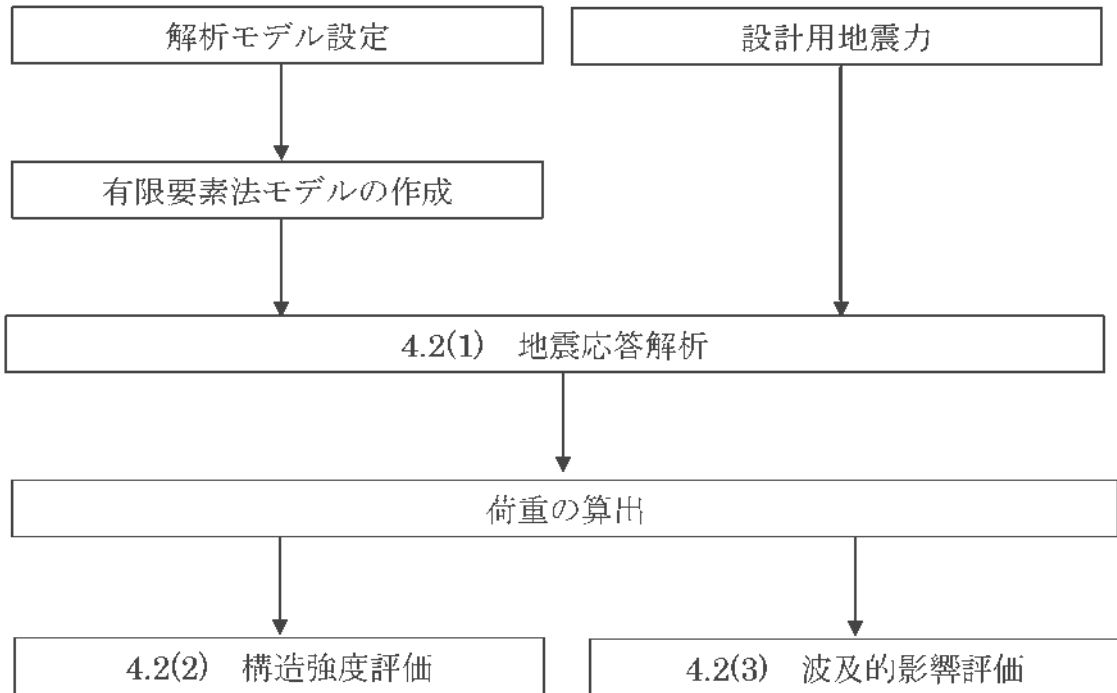 解析モデル設定
設計用地震力
有限要素法モデルの作成
4.2(1) 地震応答解析
荷重の算出
4.2(2) 構造強度評価
4.2(3) 波及的影響評価